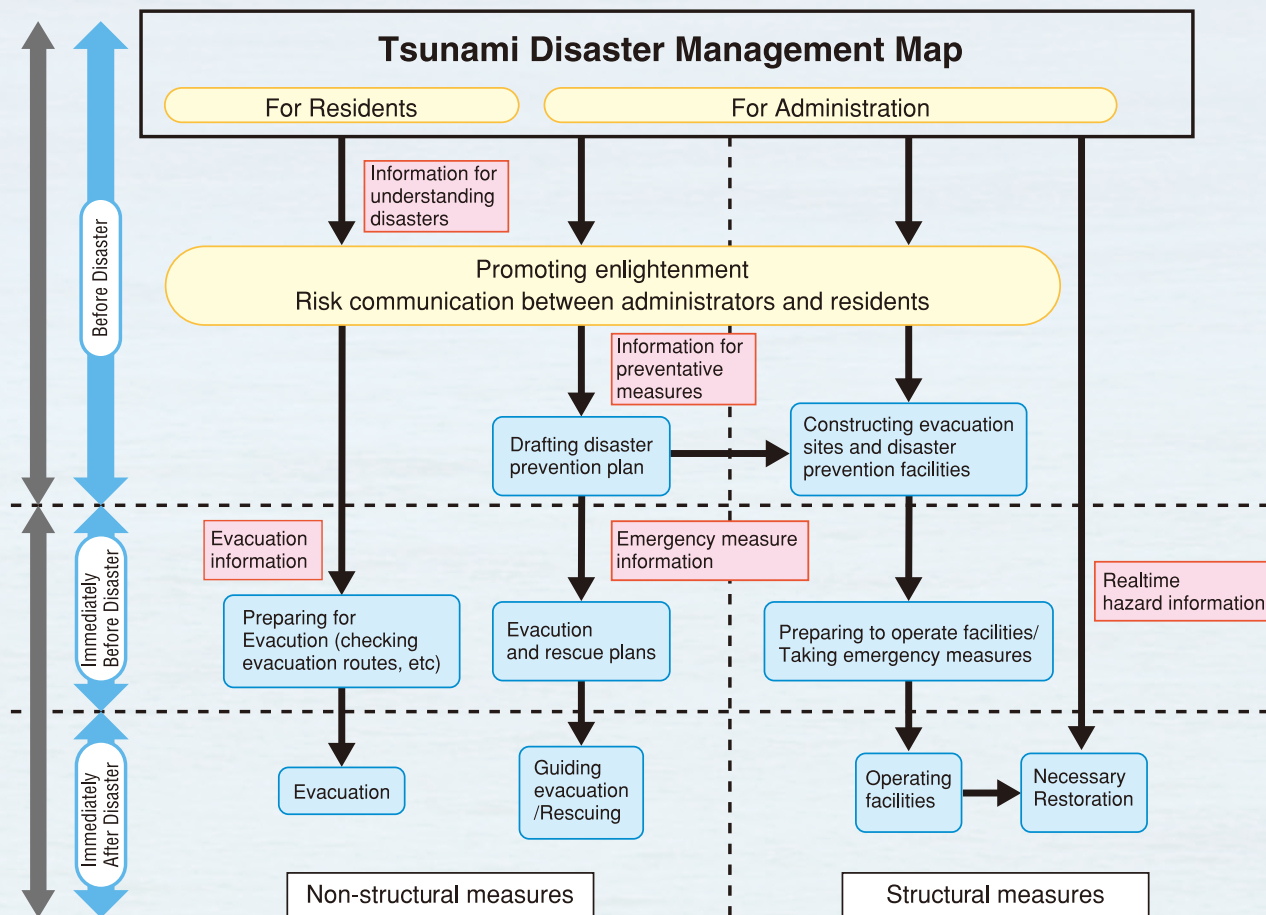 Tsunami Disaster Management Map
For Residents
For Administration
Information for
understanding
disasters
Before Disaster
Promoting enlightenment
Risk communication between administrators and residents
Information for
preventative
measures
Drafting disaster
prevention plan
Constructing evacuation
sites and disaster
prevention facilities
Immediately
Before Disaster
Evacuation
information
Emergency measure
information
Realtime
hazard information
Preparing for
Evacution (checking
evacuation routes, etc)
Evacution
and rescue plans
Preparing to operate facilities/
Taking emergency measures
Immediately
After Disaster
Evacuation
Guiding
evacuation
/Rescuing
Operating
facilities
Necessary
Restoration
Non-structural measures
Structural measures